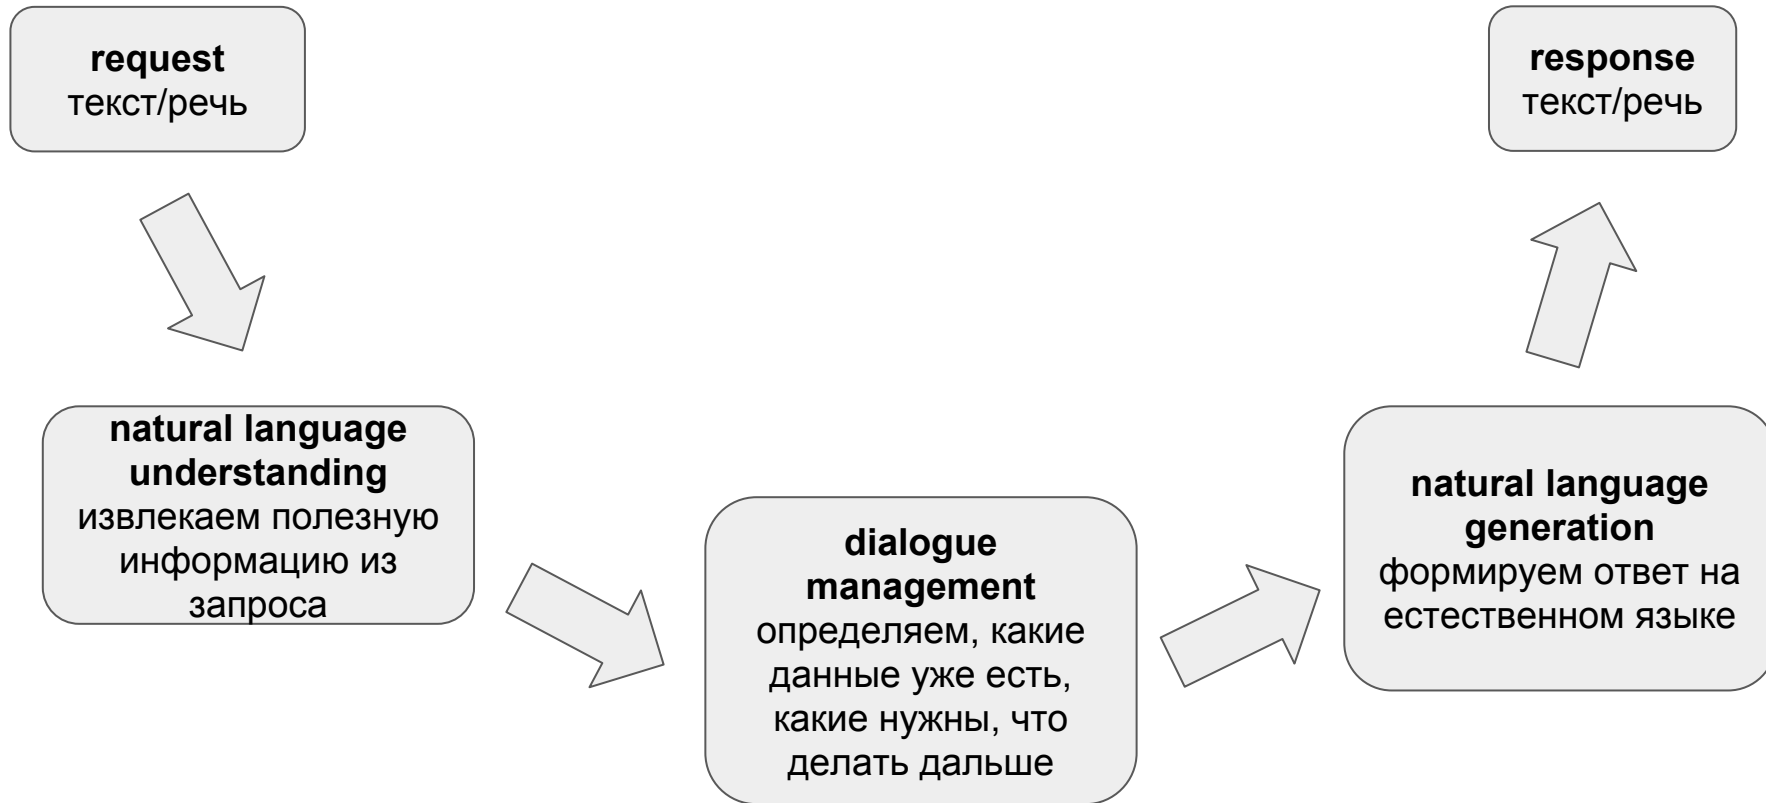 request
текст/речь
response
текст/речь
natural language
understanding
извлекаем полезную
информацию из
запроса
dialogue
management
определяем, какие
данные уже есть,
какие нужны, что
делать дальше
natural language
generation
формируем ответ на
естественном языке